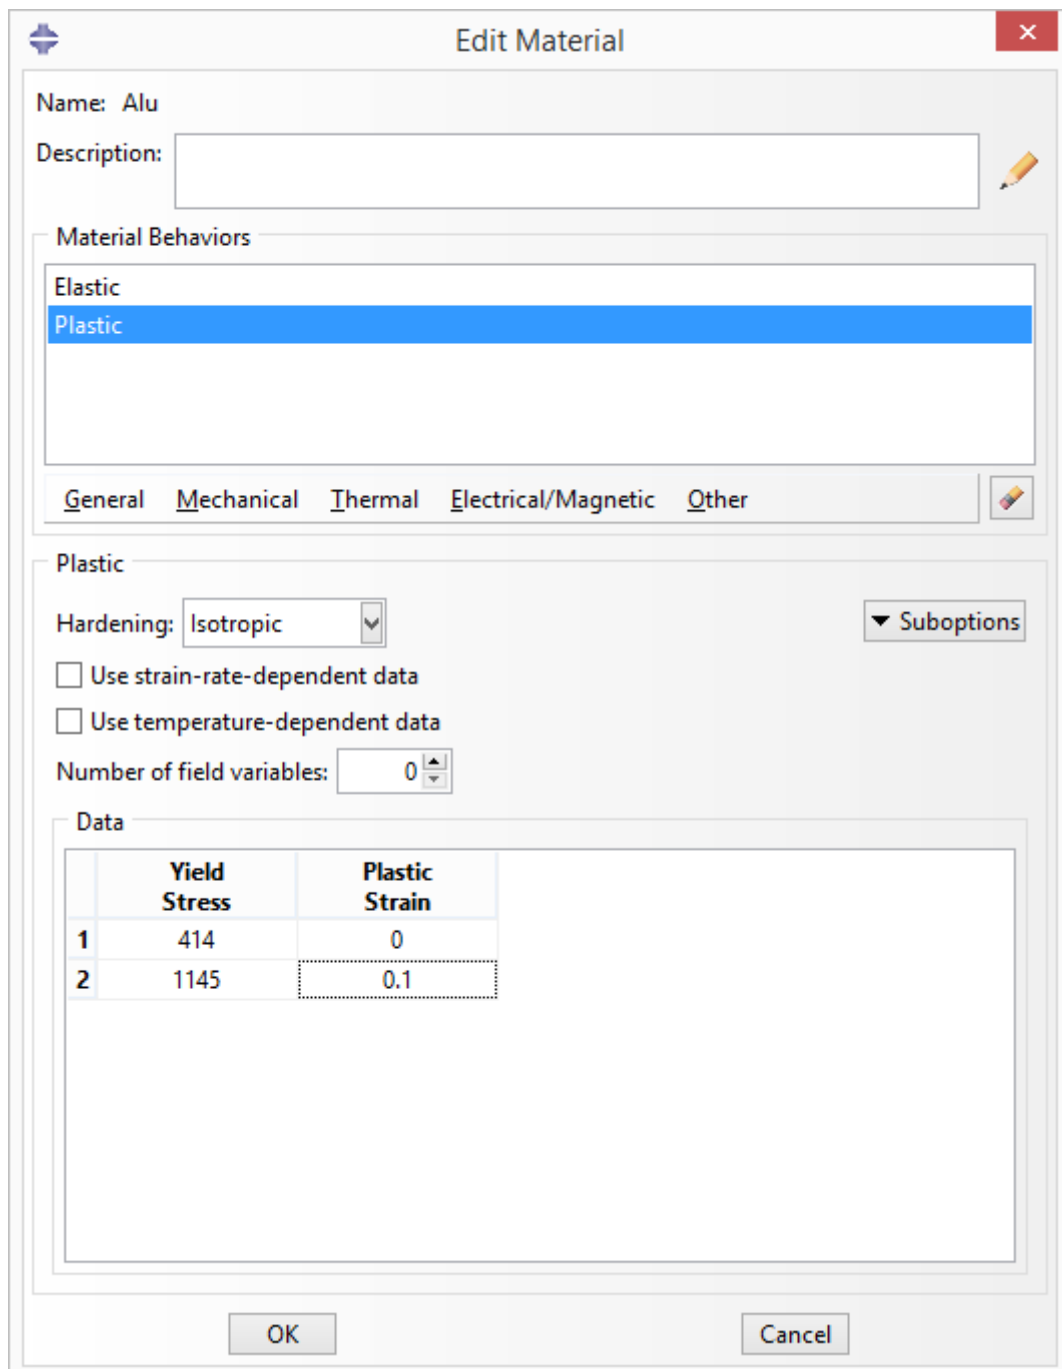 Edit Material
Name: Alu
Description:
Material Behaviors
Elastic
Plastic
General Mechanical Thermal Electrical/Magnetic Other
Plastic
Hardening: Isotropic
Suboptions
Use strain-rate-dependent data
Use temperature-dependent data
Number of field variables: 0
Data
Yield Stress Plastic Strain
1 414 0
2 1145 0.1
OK Cancel